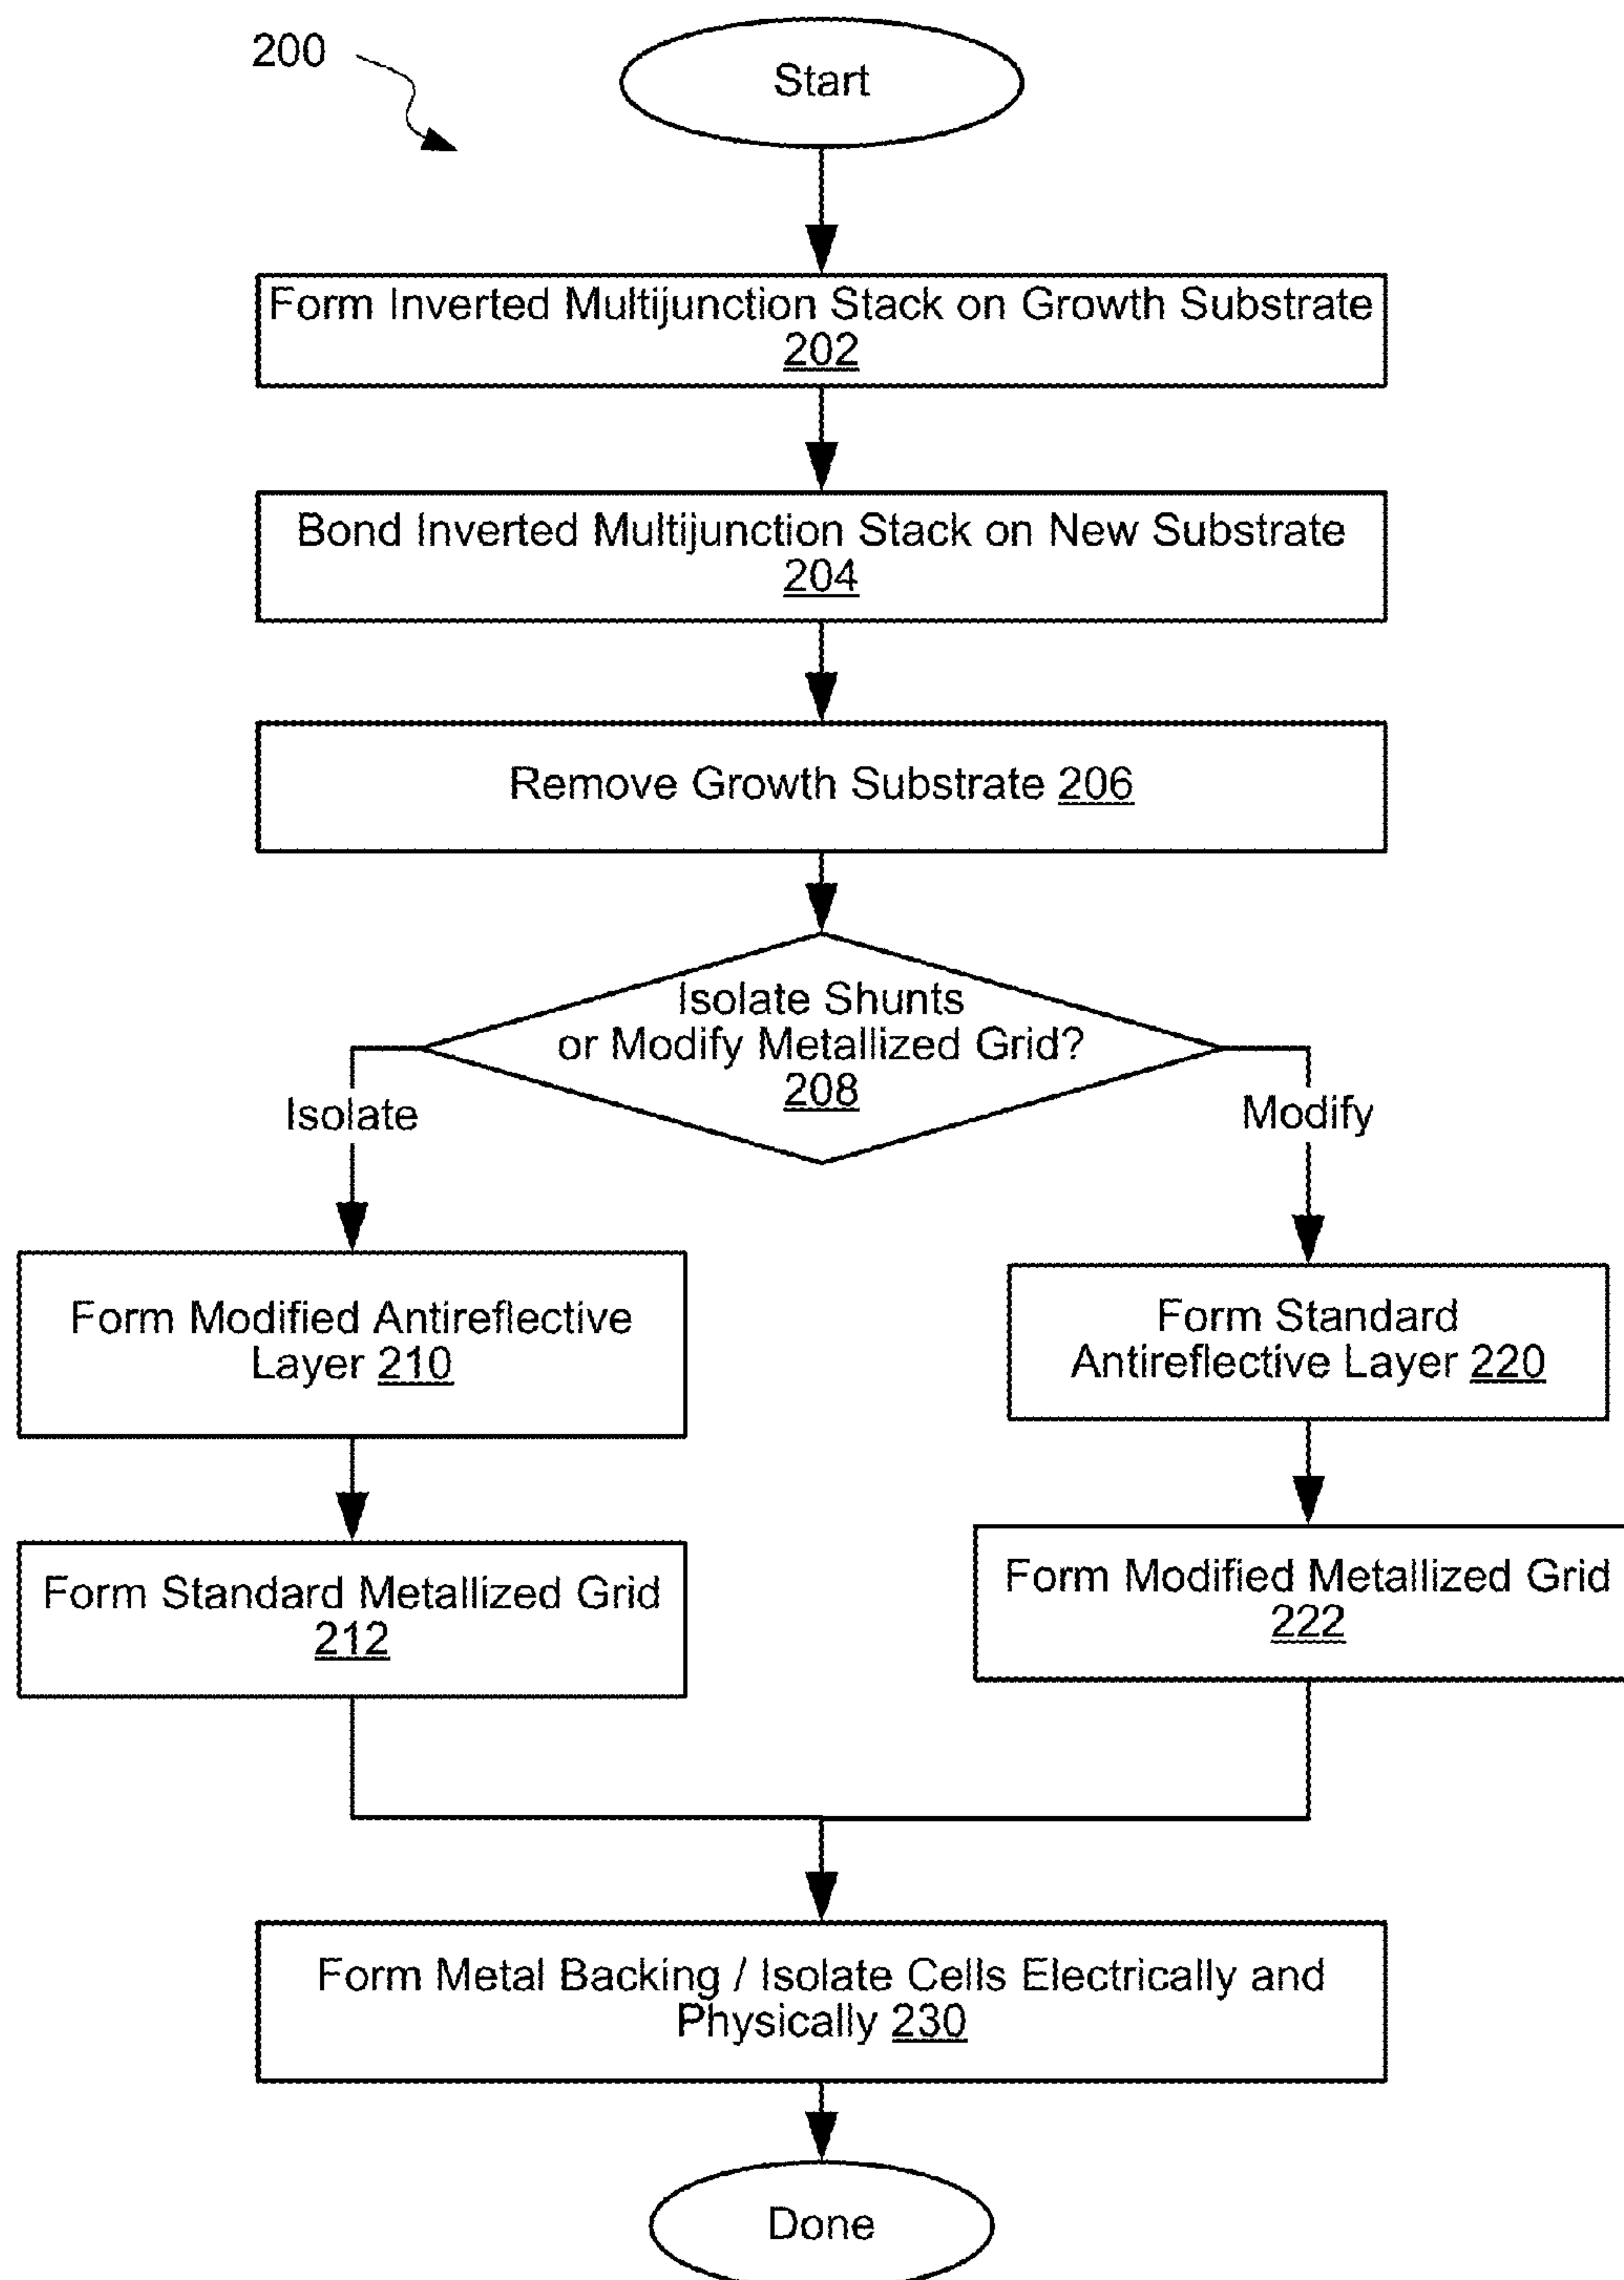 200
Start
Form Inverted Multijunction Stack on Growth Substrate
202
Bond Inverted Multijunction Stack on New Substrate
204
Remove Growth Substrate 206
Isolate Shunts
or Modify Metallized Grid?
208
Isolate
Modify
Form Modified Antireflective
Layer 210
Form Standard
Antireflective Layer 220
Form Standard Metallized Grid
212
Form Modified Metallized Grid
222
Form Metal Backing / Isolate Cells Electrically and
Physically 230
Done